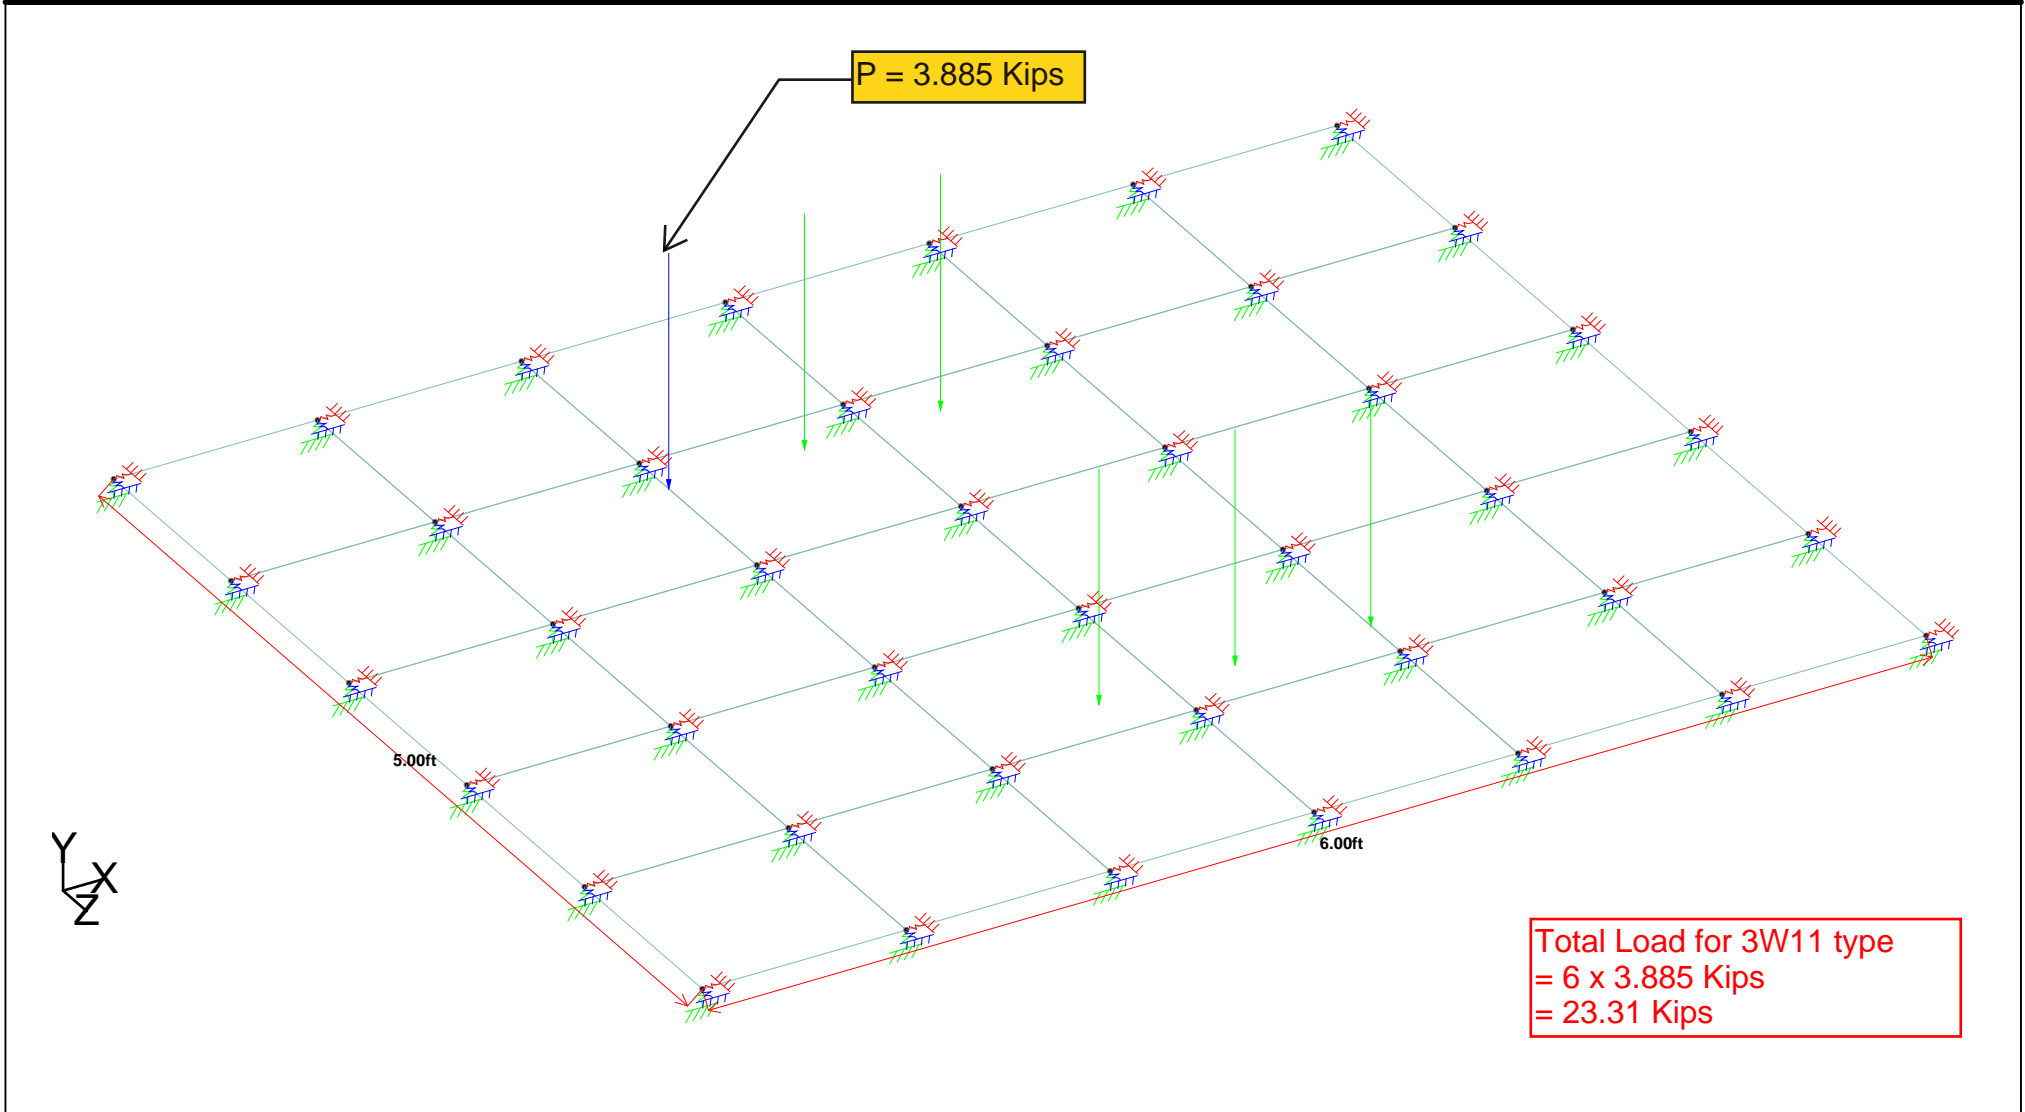 P = 3.885 Kips
5.00ft
6.00ft
Y
X
Z
Total Load for 3W11 type
= 6 x 3.885 Kips
= 23.31 Kips